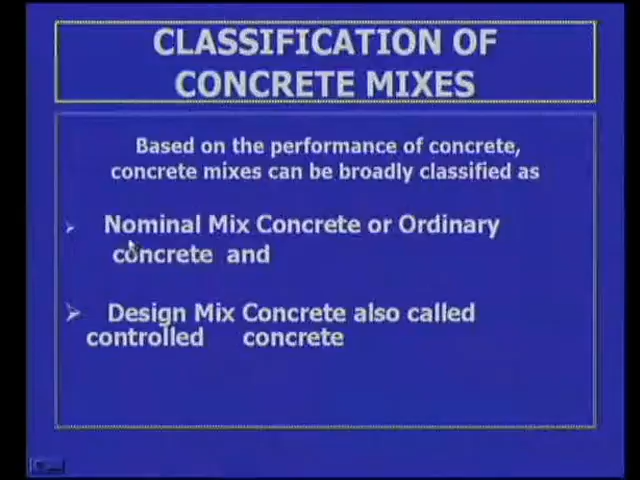 CLASSIFICATION OF
CONCRETE MIXES
Based on the performance of concrete,
concrete mixes can be broadly classified as
Nominal Mix Concrete or Ordinary
concrete and
Design Mix Concrete also called
controlled concrete